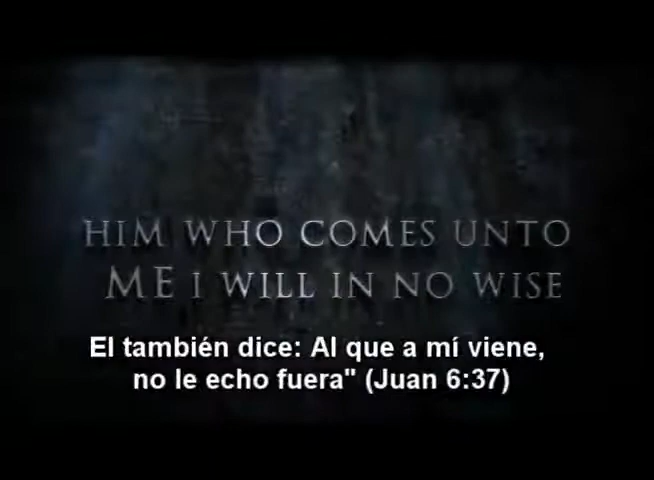 HIM WHO COMES UNTO
ME I WILL IN NO WISE
El también dice: Al que a mí viene,
no le echo fuera" (Juan 6:37)